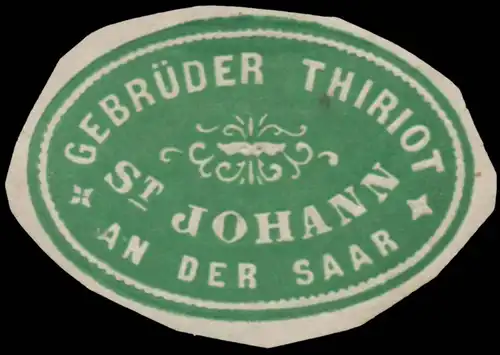 GEBRÜDER THIRIOT
ST JOHANN
AN DER SAAR